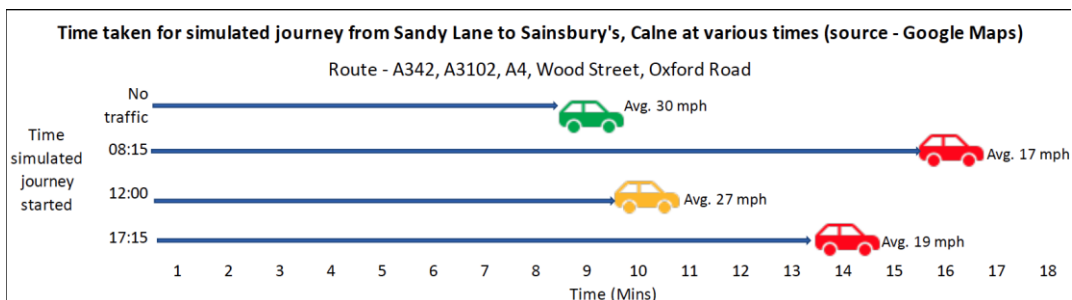 Time taken for simulated journey from Sandy Lane to Sainsbury's, Calne at various times (source - Google Maps)
Route - A342, A3102, A4, Wood Street, Oxford Road
No
traffic
Avg. 30 mph
Time
simulated
journey
started
08:15
Avg. 17 mph
12:00
Avg. 27 mph
17:15
Avg. 19 mph
1 2 3 4 5 6 7 8 9 10 11 12 13 14 15 16 17 18
Time (Mins)